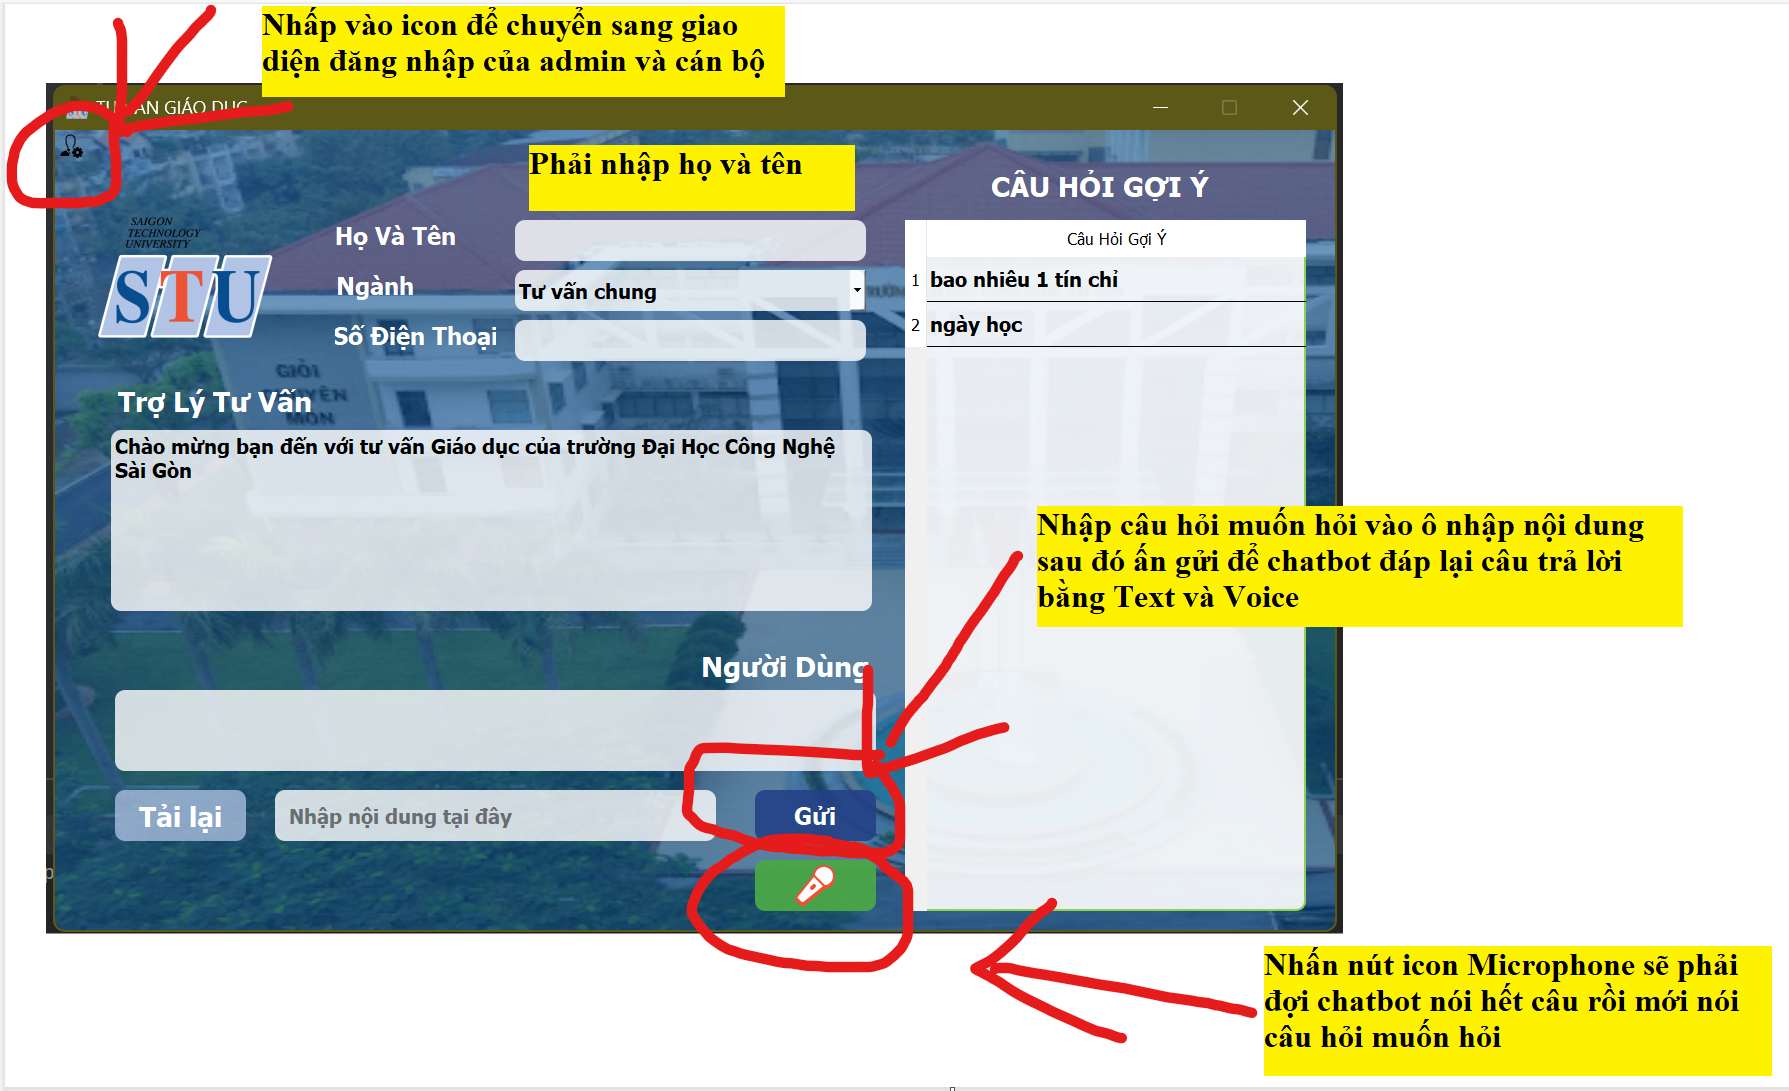 Nhấp vào icon để chuyển sang giao
diện đăng nhập của admin và cán bộ
GIÁO DỤC
Phải nhập họ và tên
CÂU HỎI GỢI Ý
SAIGON
TECHNOLOGY
UNIVERSITY
STU
Họ Và Tên
Câu Hỏi Gợi Ý
Ngành
Tư vấn chung
1 bao nhiêu 1 tín chỉ
Số Điện Thoại
2 ngày học
GIỎI
CHUYÊN
MÔN
Trợ Lý Tư Vấn
Chào mừng bạn đến với tư vấn Giáo dục của trường Đại Học Công Nghệ
Sài Gòn
Nhập câu hỏi muốn hỏi vào ô nhập nội dung
sau đó ấn gửi để chatbot đáp lại câu trả lời
bằng Text và Voice
Người Dùng
Tải lại
Nhập nội dung tại đây
Gửi
Nhấn nút icon Microphone sẽ phải
đợi chatbot nói hết câu rồi mới nói
câu hỏi muốn hỏi